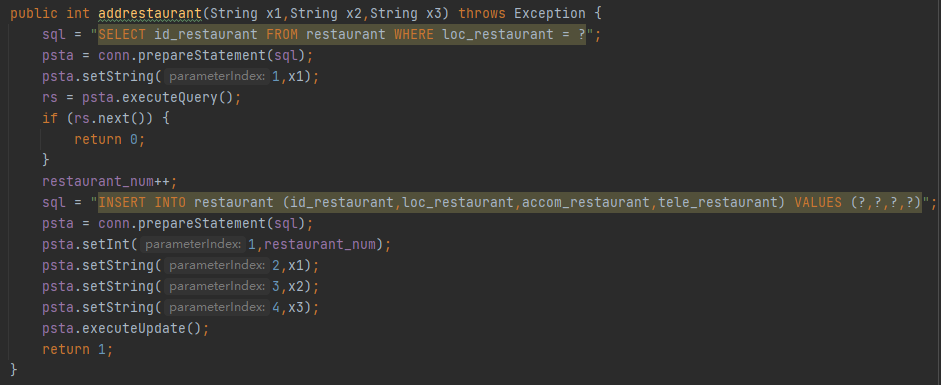 public int addrestaurant(String x1,String x2,String x3) throws Exception {
    sql = "SELECT id_restaurant FROM restaurant WHERE loc_restaurant = ?";
    psta = conn.prepareStatement(sql);
    psta.setString( parameterIndex: 1,x1);
    rs = psta.executeQuery();
    if (rs.next()) {
        return 0;
    }
    restaurant_num++;
    sql = "INSERT INTO restaurant (id_restaurant,loc_restaurant,accom_restaurant,tele_restaurant) VALUES (?,?,?,?)";
    psta = conn.prepareStatement(sql);
    psta.setInt( parameterIndex: 1,restaurant_num);
    psta.setString( parameterIndex: 2,x1);
    psta.setString( parameterIndex: 3,x2);
    psta.setString( parameterIndex: 4,x3);
    psta.executeUpdate();
    return 1;
}